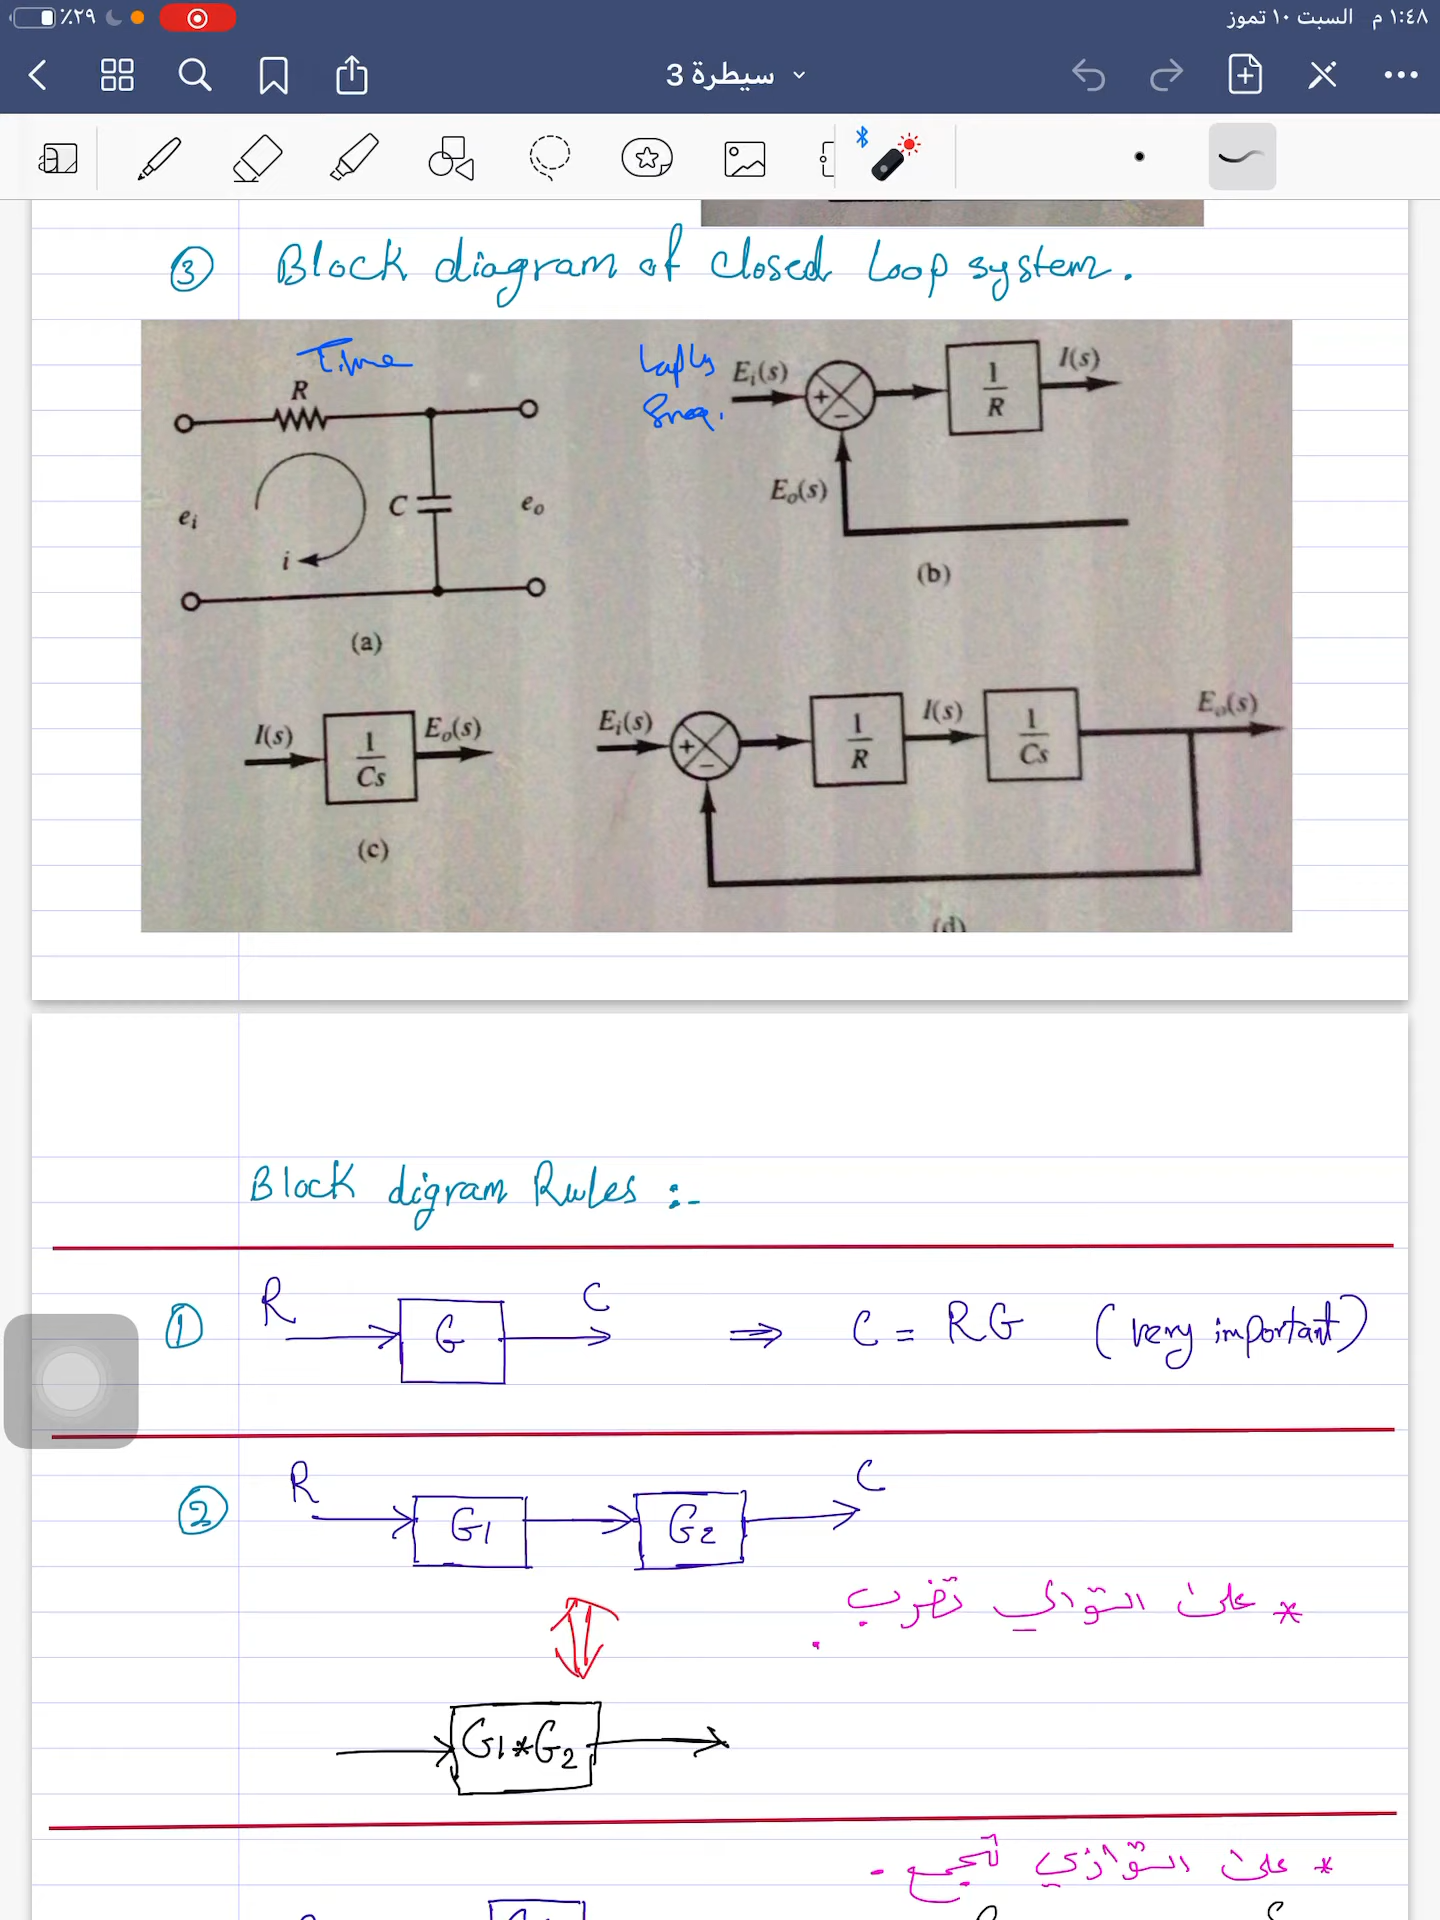 ٪٢٩
١:٤٨ م السبت ١٠ تموز
سيطرة 3
③ Block diagram of closed Loop system.
Time
R
C
ei
eo
i
(a)
Ei(s)
+
−
1
R
I(s)
Eo(s)
(b)
I(s)
1
Cs
Eo(s)
(c)
Ei(s)
+
−
1
R
I(s)
1
Cs
Eo(s)
(d)
Block digram Rules :-
① R G C ⇒ C = RG (very important)
② R G1 G2 C
* على التوالي تضرب .
G1*G2
* على التوازي تجمع .